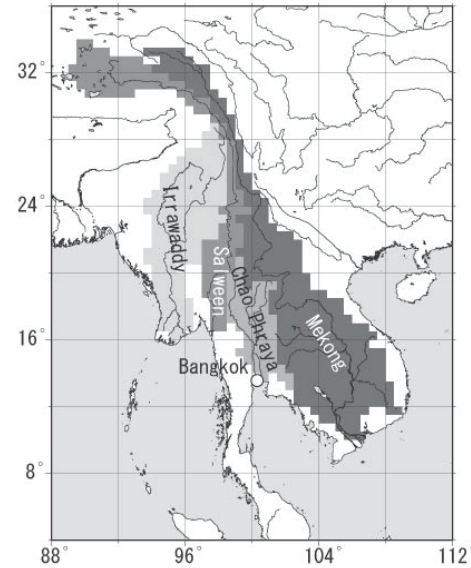 32°
24°
16°
8°
88°
96°
104°
112
Irrawaddy
Salween
Chao Phraya
Mekong
Bangkok